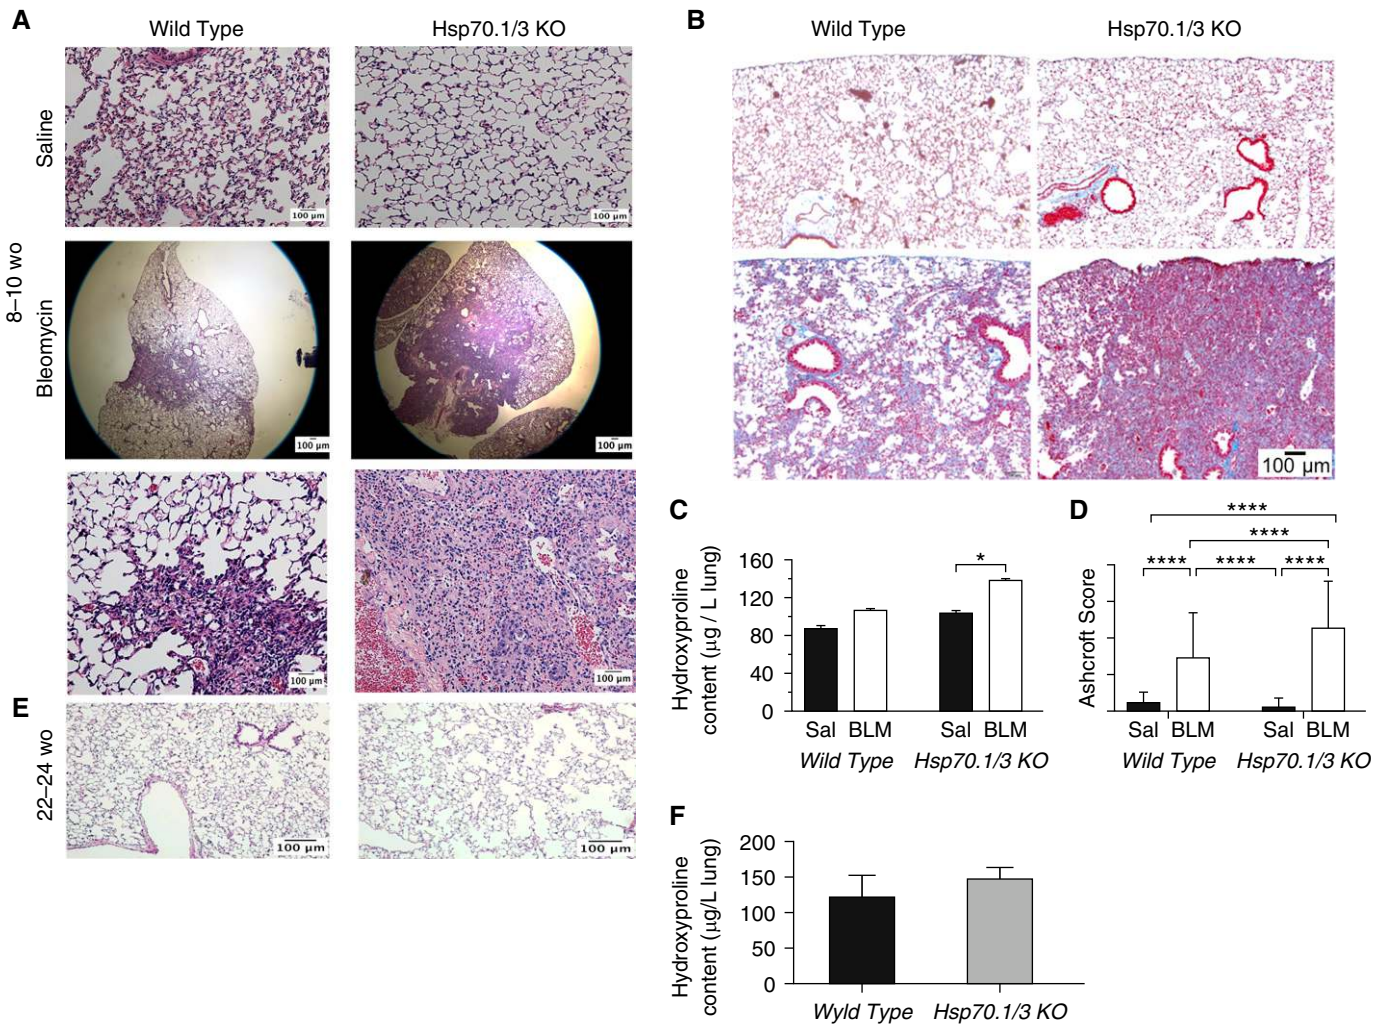 A
Wild Type
Hsp70.1/3 KO
Saline
100 µm
100 µm
8–10 wo
Bleomycin
100 µm
100 µm
100 µm
100 µm
E
22–24 wo
100 µm
100 µm
B
Wild Type
Hsp70.1/3 KO
100 µm
C
Hydroxyproline
content (µg / L lung)
160
120
80
40
0
*
Sal BLM
Sal BLM
Wild Type
Hsp70.1/3 KO
D
Ashcroft Score
****
****
**** **** ****
Sal BLM
Sal BLM
Wild Type
Hsp70.1/3 KO
F
Hydroxyproline
content (µg/L lung)
200
150
100
50
0
Wyld Type
Hsp70.1/3 KO